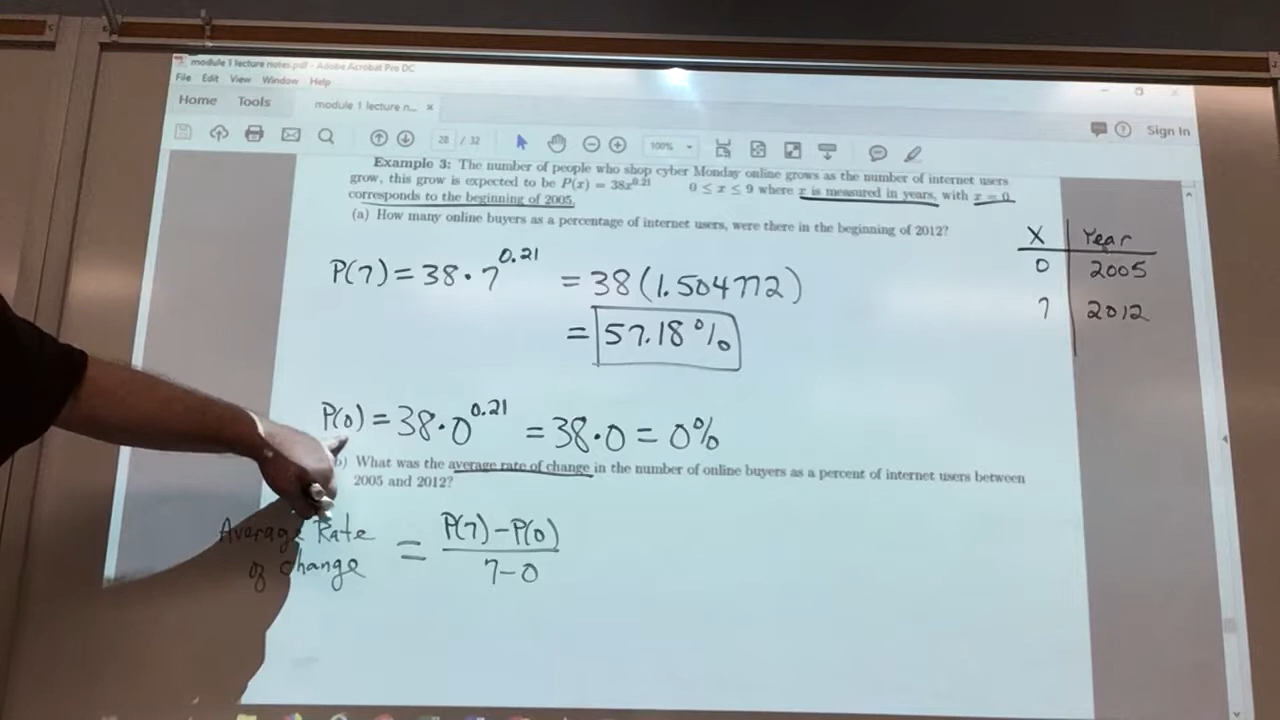 module 1 lecture notes.pdf - Adobe Acrobat Pro DC
File Edit View Window Help
Home Tools module 1 lecture n... ×
28 / 32 100% Sign In
Example 3: The number of people who shop cyber Monday online grows as the number of internet users
grow, this grow is expected to be P(x) = 38x^0.21 0 ≤ x ≤ 9 where x is measured in years, with x = 0
corresponds to the beginning of 2005.
(a) How many online buyers as a percentage of internet users, were there in the beginning of 2012?
X Year
0 2005
7 2012
P(7) = 38 · 7^0.21 = 38 (1.504772)
= 57.18 %
P(0) = 38 · 0^0.21 = 38 · 0 = 0%
b) What was the average rate of change in the number of online buyers as a percent of internet users between
2005 and 2012?
Average Rate
of change
= P(7) - P(0)
7 - 0